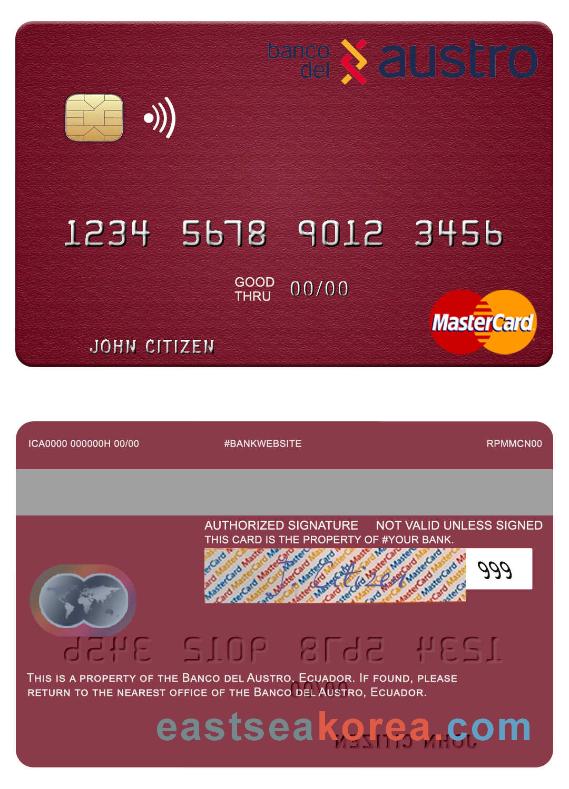 banco
del
austro
1234 5678 9012 3456
GOOD
THRU 00/00
MasterCard
JOHN CITIZEN
ICA0000 000000H 00/00 #BANKWEBSITE RPMMCN00
AUTHORIZED SIGNATURE NOT VALID UNLESS SIGNED
THIS CARD IS THE PROPERTY OF #YOUR BANK.
999
THIS IS A PROPERTY OF THE BANCO DEL AUSTRO, ECUADOR. IF FOUND, PLEASE
RETURN TO THE NEAREST OFFICE OF THE BANCO DEL AUSTRO, ECUADOR.
eastseakorea.com